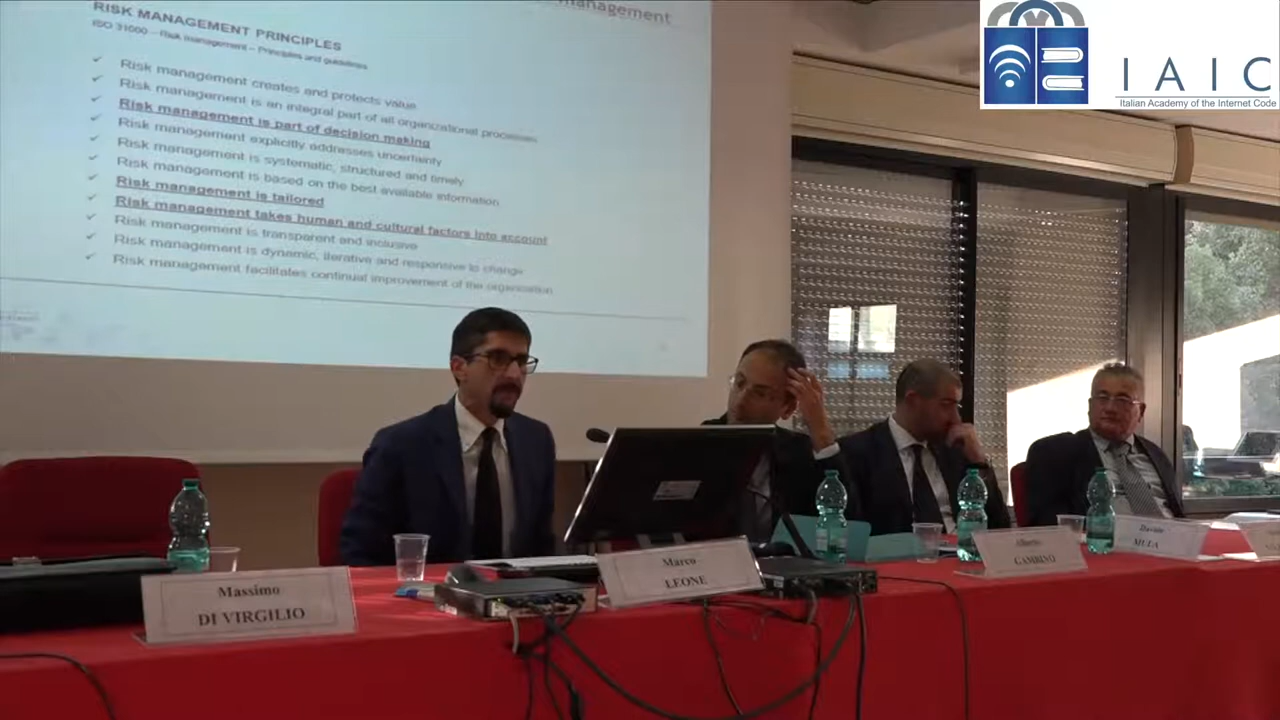 management
RISK MANAGEMENT PRINCIPLES
ISO 31000 – Risk management – Principles and guidelines
✓ Risk management creates and protects value
✓ Risk management is an integral part of all organizational processes
✓ Risk management is part of decision making
✓ Risk management explicitly addresses uncertainty
✓ Risk management is systematic, structured and timely
✓ Risk management is based on the best available information
✓ Risk management is tailored
✓ Risk management takes human and cultural factors into account
✓ Risk management is transparent and inclusive
✓ Risk management is dynamic, iterative and responsive to change
✓ Risk management facilitates continual improvement of the organization
IAIC
Italian Academy of the Internet Code
Massimo
DI VIRGILIO
Marco
LEONE
Alberto
GAMBINO
Davide
MULA